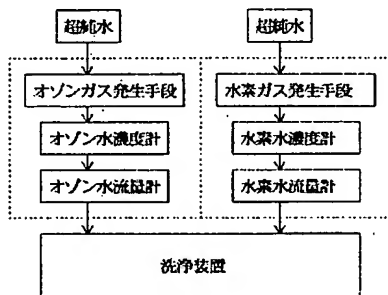 超純水
超純水
オゾンガス発生手段
水素ガス発生手段
オゾン水濃度計
水素水濃度計
オゾン水流量計
水素水流量計
洗浄装置